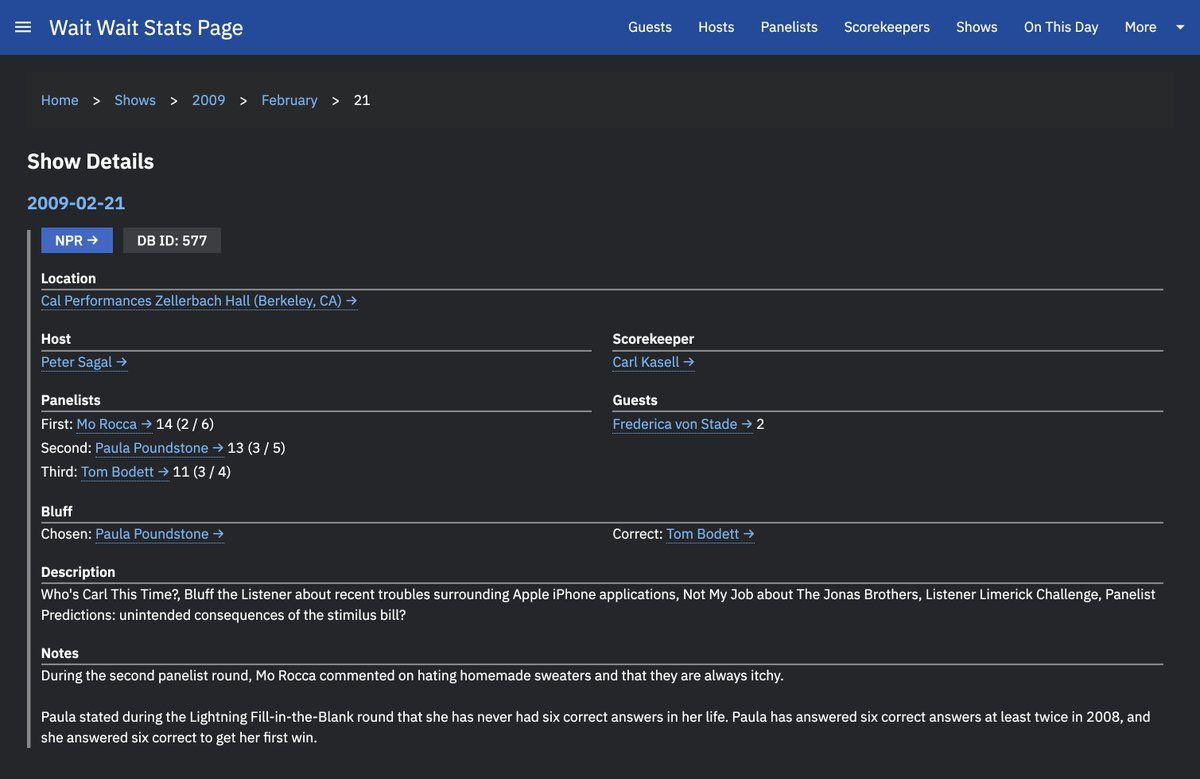 Wait Wait Stats Page
Guests Hosts Panelists Scorekeepers Shows On This Day More
Home > Shows > 2009 > February > 21
Show Details
2009-02-21
NPR → DB ID: 577
Location
Cal Performances Zellerbach Hall (Berkeley, CA) →
Host
Peter Sagal →
Scorekeeper
Carl Kasell →
Panelists
First: Mo Rocca → 14 (2 / 6)
Second: Paula Poundstone → 13 (3 / 5)
Third: Tom Bodett → 11 (3 / 4)
Guests
Frederica von Stade → 2
Bluff
Chosen: Paula Poundstone →
Correct: Tom Bodett →
Description
Who's Carl This Time?, Bluff the Listener about recent troubles surrounding Apple iPhone applications, Not My Job about The Jonas Brothers, Listener Limerick Challenge, Panelist
Predictions: unintended consequences of the stimilus bill?
Notes
During the second panelist round, Mo Rocca commented on hating homemade sweaters and that they are always itchy.
Paula stated during the Lightning Fill-in-the-Blank round that she has never had six correct answers in her life. Paula has answered six correct answers at least twice in 2008, and
she answered six correct to get her first win.